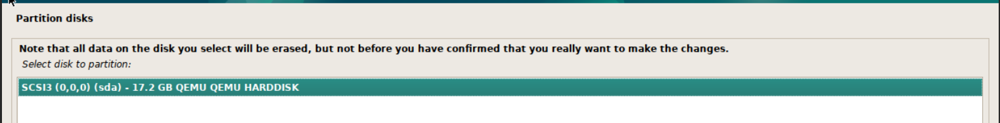 Partition disks
Note that all data on the disk you select will be erased, but not before you have confirmed that you really want to make the changes.
Select disk to partition:
SCSI3 (0,0,0) (sda) - 17.2 GB QEMU QEMU HARDDISK